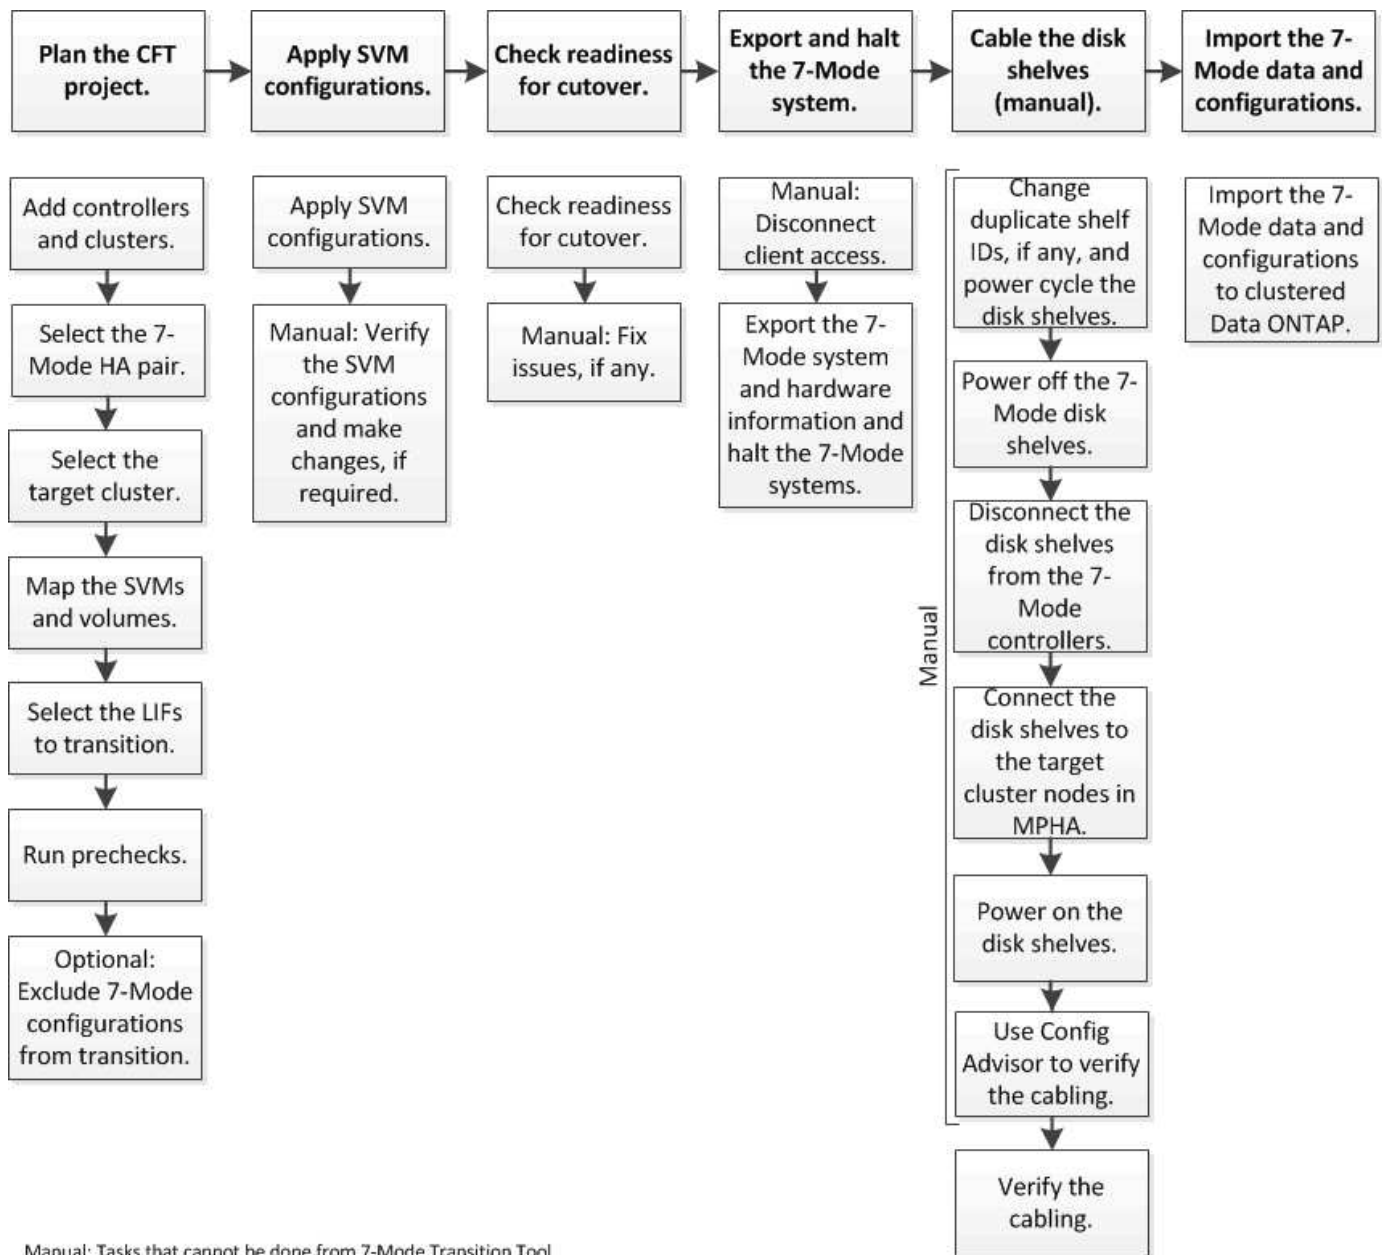 Plan the CFT
project.
Apply SVM
configurations.
Check readiness
for cutover.
Export and halt
the 7-Mode
system.
Cable the disk
shelves
(manual).
Import the 7-
Mode data and
configurations.
Add controllers
and clusters.
Select the 7-
Mode HA pair.
Select the
target cluster.
Map the SVMs
and volumes.
Select the LIFs
to transition.
Run prechecks.
Optional:
Exclude 7-Mode
configurations
from transition.
Apply SVM
configurations.
Manual: Verify
the SVM
configurations
and make
changes, if
required.
Check readiness
for cutover.
Manual: Fix
issues, if any.
Manual:
Disconnect
client access.
Export the 7-
Mode system
and hardware
information and
halt the 7-Mode
systems.
Manual
Change
duplicate shelf
IDs, if any, and
power cycle the
disk shelves.
Power off the 7-
Mode disk
shelves.
Disconnect the
disk shelves
from the 7-
Mode
controllers.
Connect the
disk shelves to
the target
cluster nodes in
MPHA.
Power on the
disk shelves.
Use Config
Advisor to verify
the cabling.
Verify the
cabling.
Import the 7-
Mode data and
configurations
to clustered
Data ONTAP.
Manual: Tasks that cannot be done from 7-Mode Transition Tool